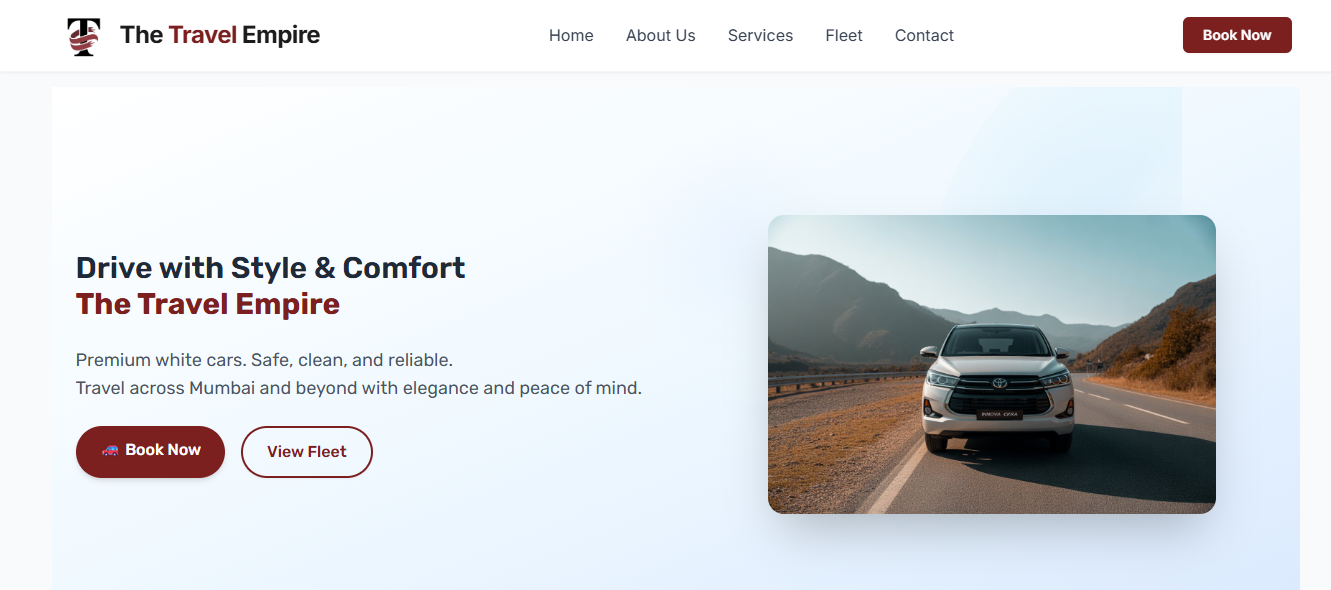 The Travel Empire
Home
About Us
Services
Fleet
Contact
Book Now
Drive with Style & Comfort
The Travel Empire
Premium white cars. Safe, clean, and reliable.
Travel across Mumbai and beyond with elegance and peace of mind.
Book Now
View Fleet
INNOVA